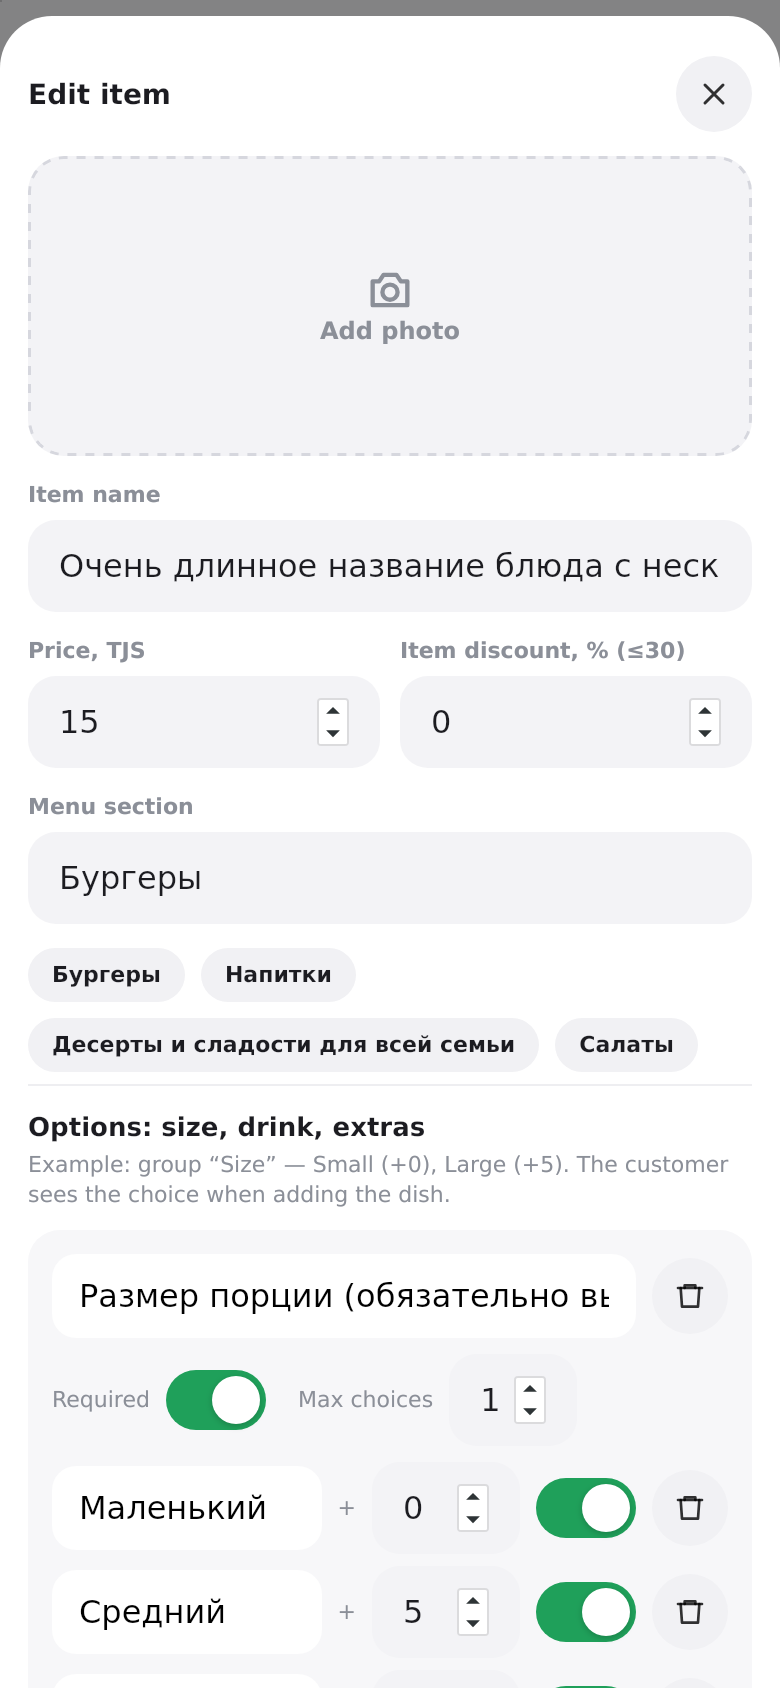 Edit item
Add photo
Item name
Очень длинное название блюда с неск
Price, TJS
Item discount, % (≤30)
15
0
Menu section
Бургеры
Бургеры
Напитки
Десерты и сладости для всей семьи
Салаты
Options: size, drink, extras
Example: group “Size” — Small (+0), Large (+5). The customer
sees the choice when adding the dish.
Размер порции (обязательно
Required
Max choices
1
Маленький
+
0
Средний
+
5